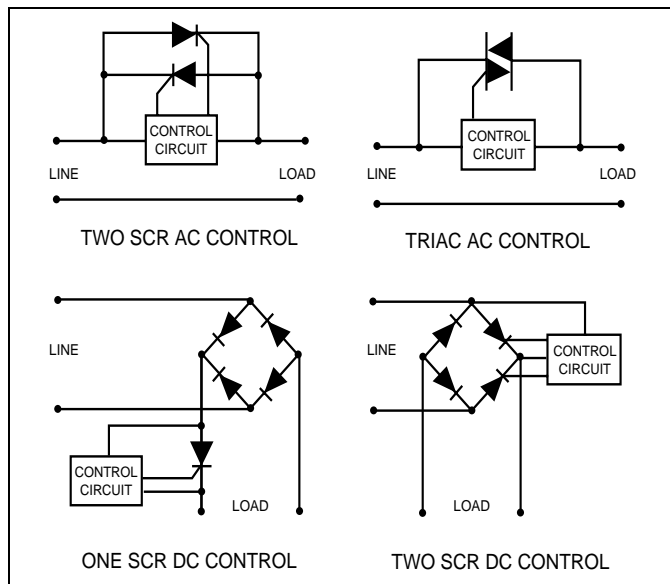 CONTROL
CIRCUIT
LINE
LOAD
TWO SCR AC CONTROL
CONTROL
CIRCUIT
LINE
LOAD
TRIAC AC CONTROL
LINE
CONTROL
CIRCUIT
LOAD
ONE SCR DC CONTROL
LINE
CONTROL
CIRCUIT
LOAD
TWO SCR DC CONTROL